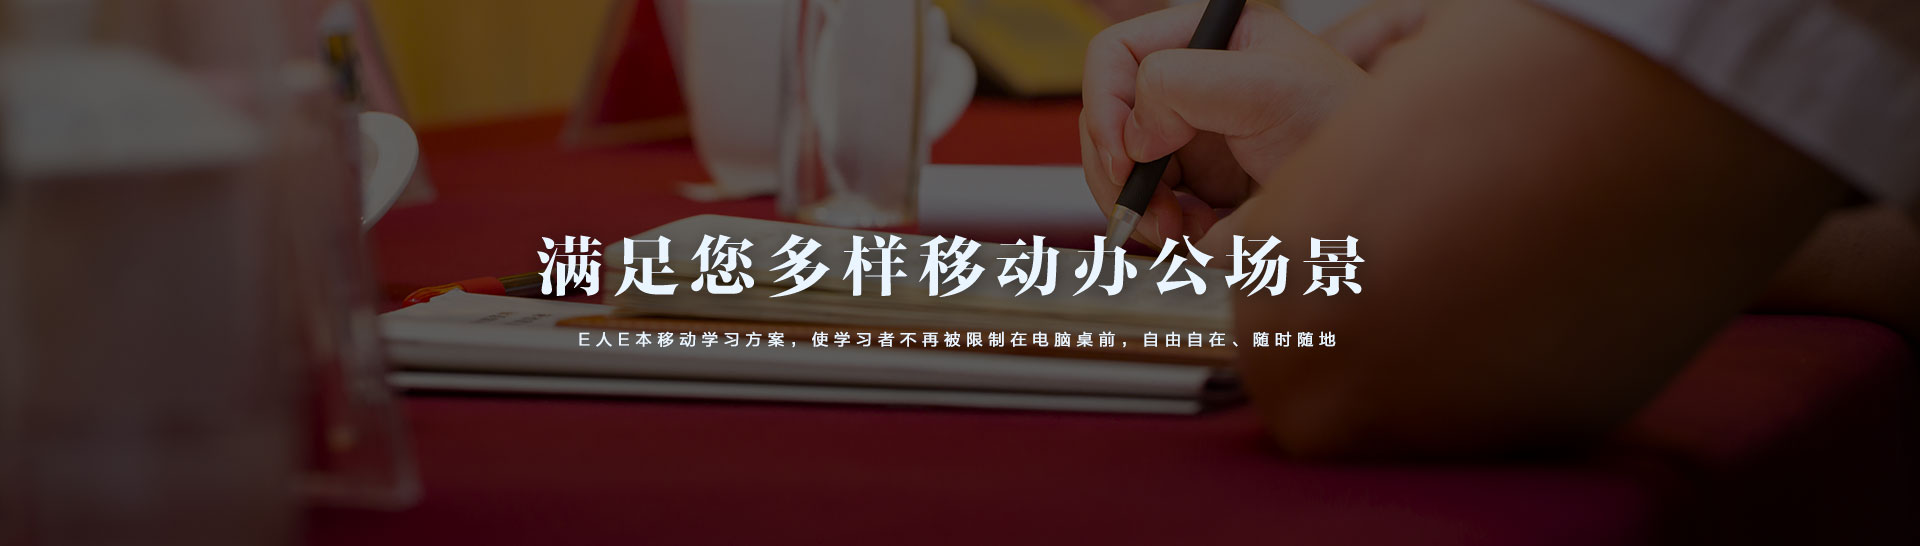 满足您多样移动办公场景
E人E本移动学习方案，使学习者不再被限制在电脑桌前，自由自在、随时随地